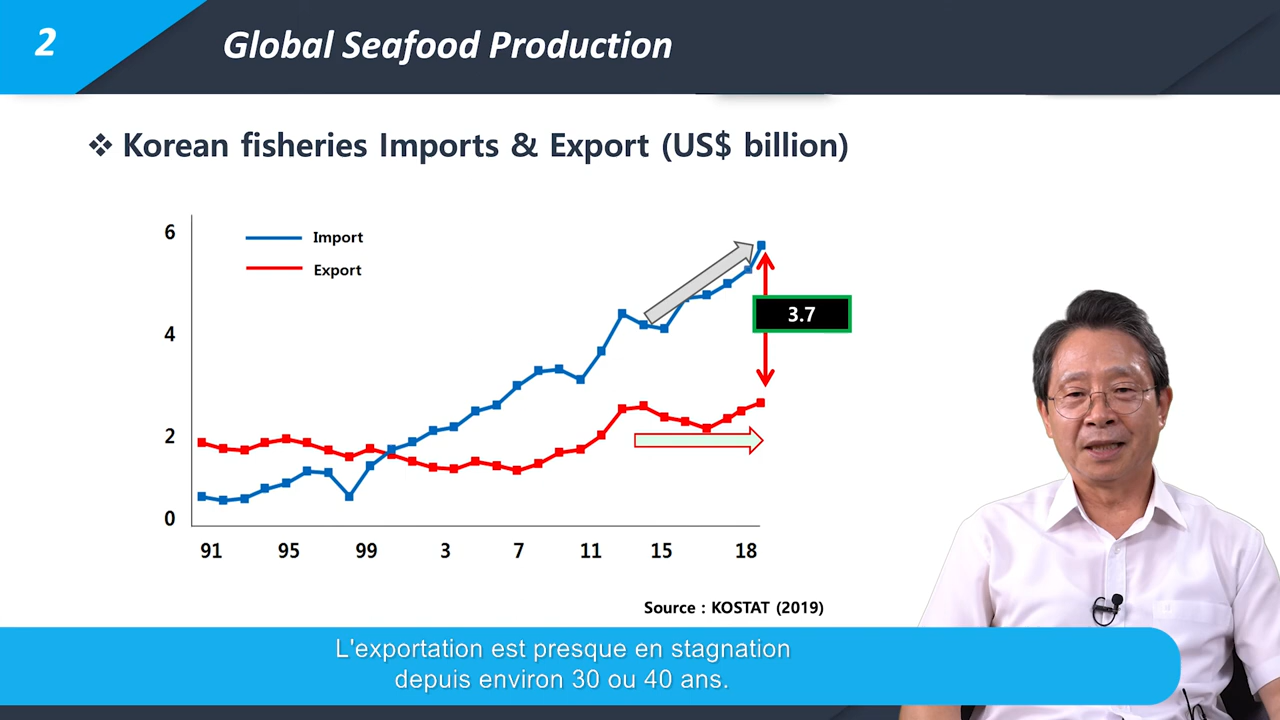 2
Global Seafood Production
❖ Korean fisheries Imports & Export (US$ billion)
6
4
2
0
Import
Export
3.7
91 95 99 3 7 11 15 18
Source : KOSTAT (2019)
L'exportation est presque en stagnation
depuis environ 30 ou 40 ans.